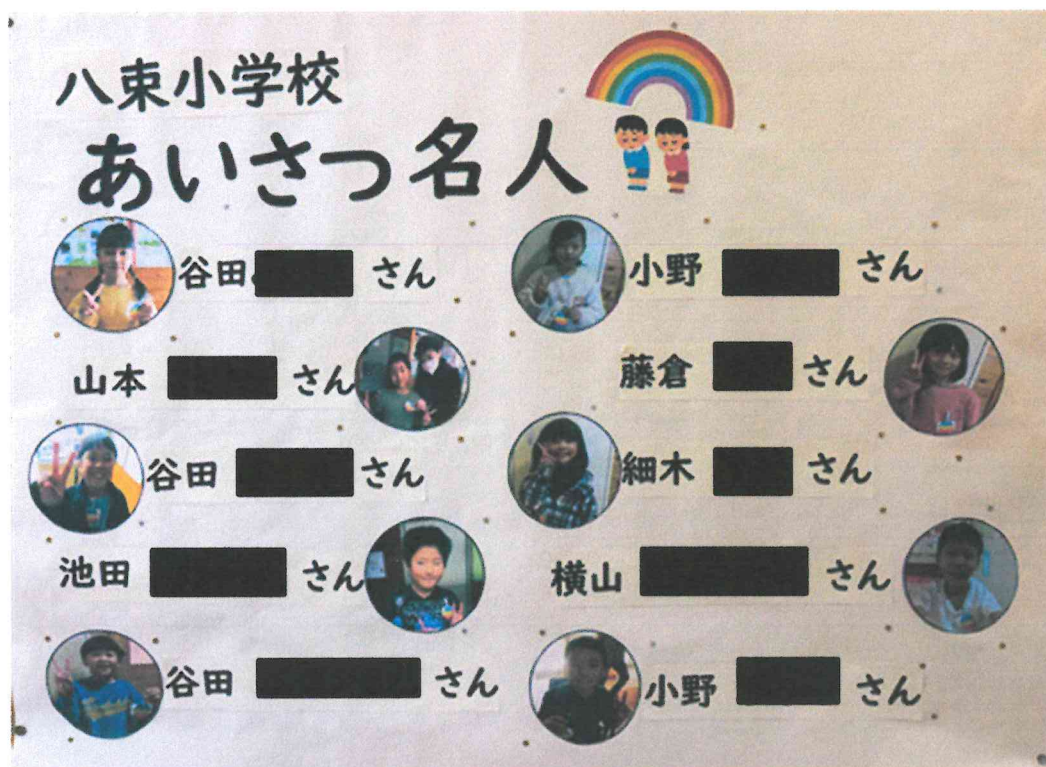 八束小学校
あいさつ名人
谷田 さん
小野 さん
山本 さん
藤倉 さん
谷田 さん
細木 さん
池田 さん
横山 さん
谷田 さん
小野 さん